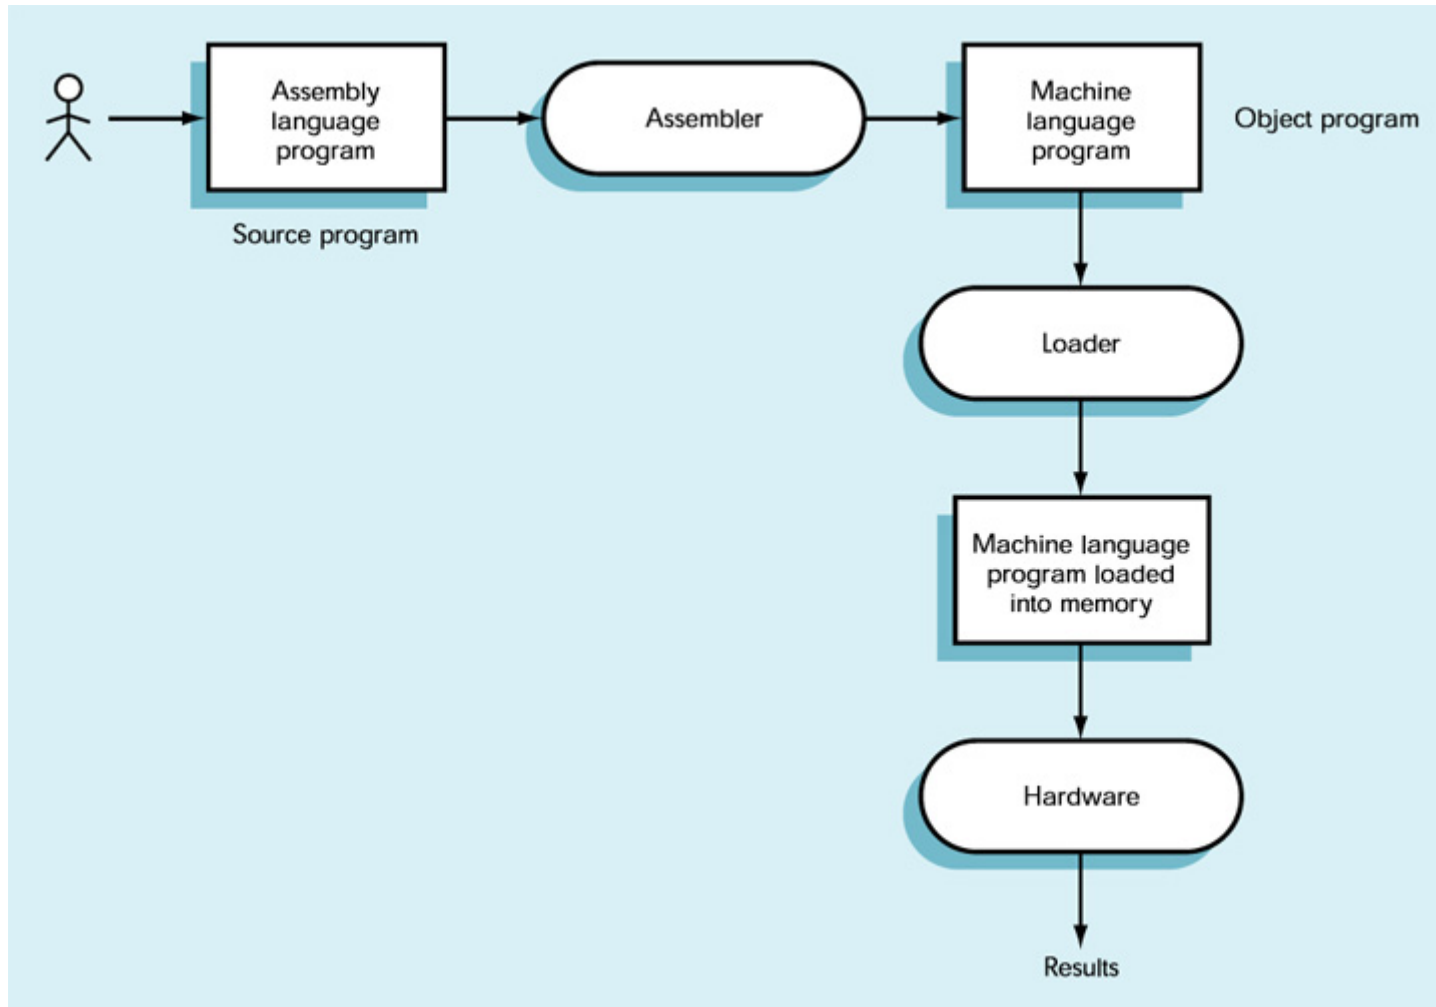 Assembly
language
program
Source program
Assembler
Machine
language
program
Object program
Loader
Machine language
program loaded
into memory
Hardware
Results